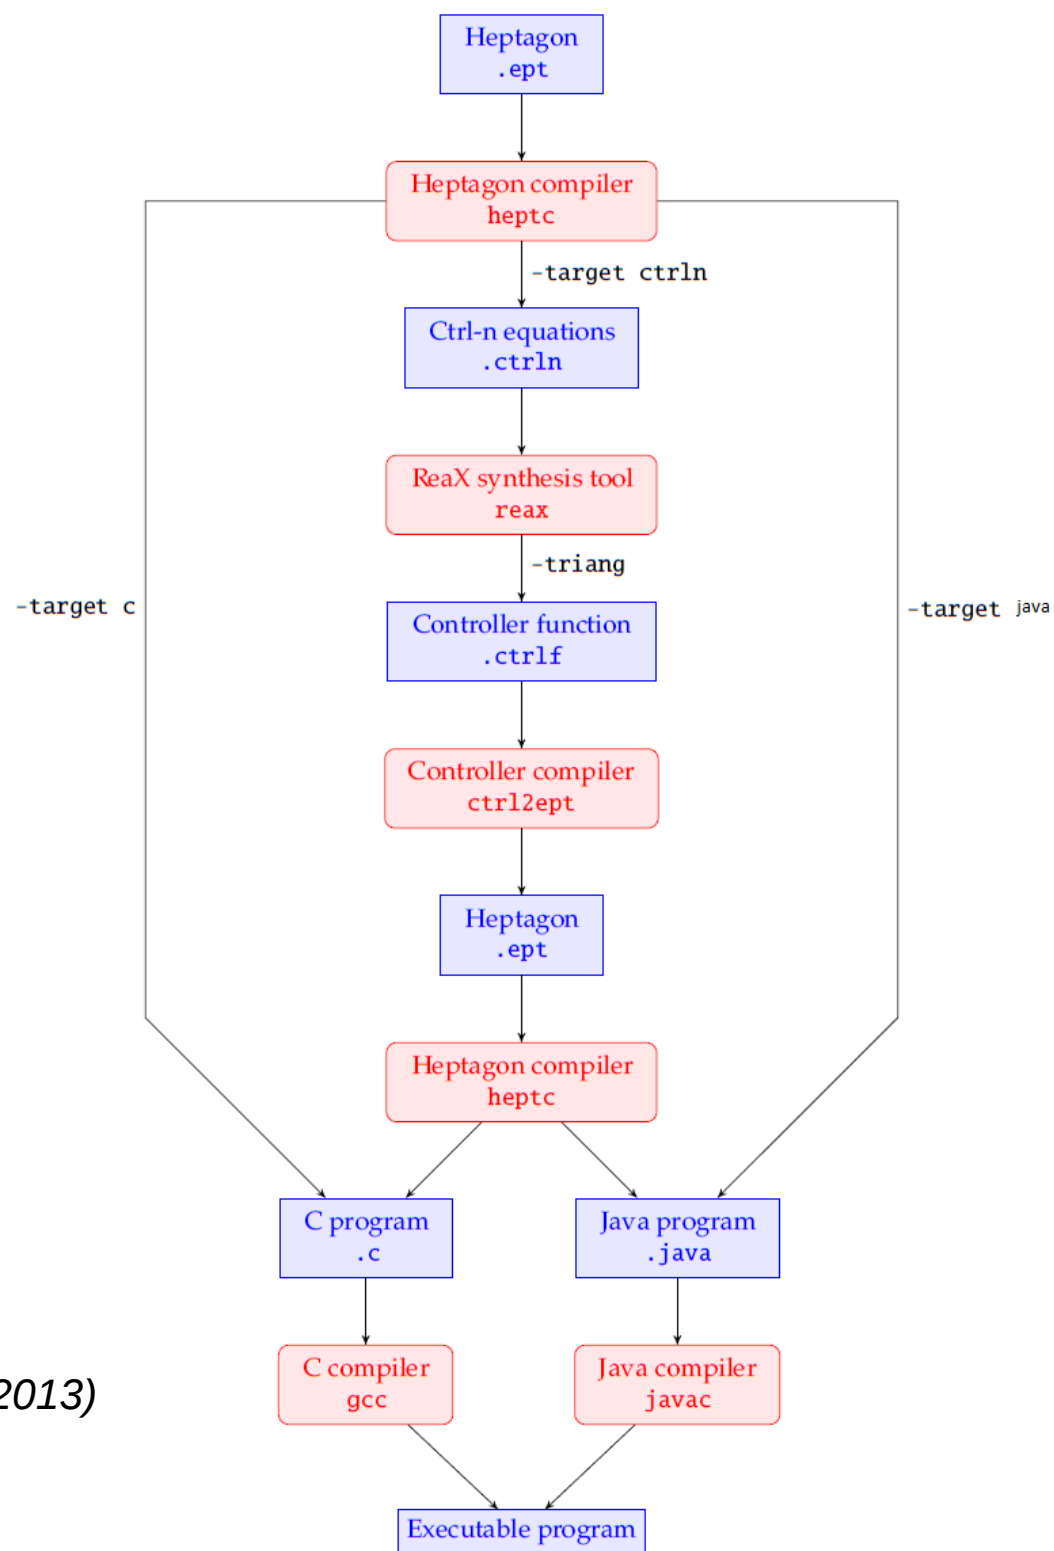 Heptagon
.ept
Heptagon compiler
heptc
-target ctrln
Ctrl-n equations
.ctrln
ReaX synthesis tool
reax
-triang
-target c
-target java
Controller function
.ctrlf
Controller compiler
ctrl2ept
Heptagon
.ept
Heptagon compiler
heptc
C program
.c
Java program
.java
C compiler
gcc
Java compiler
javac
2013)
Executable program